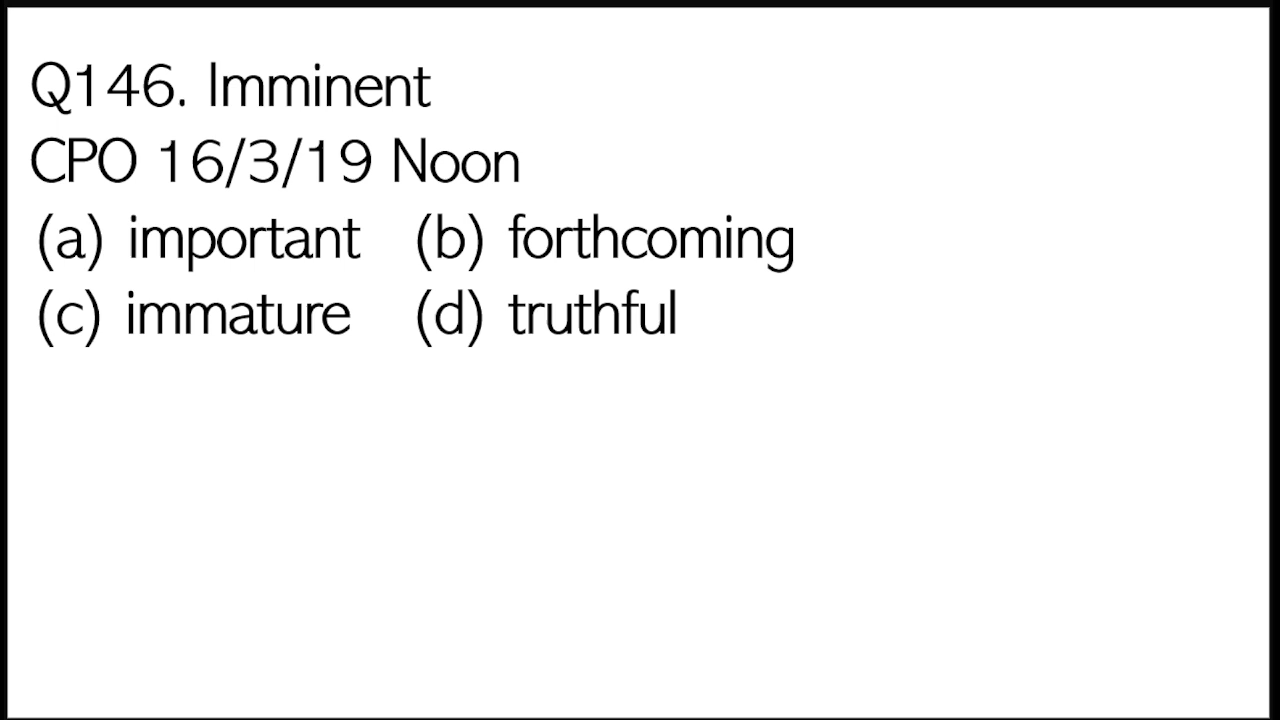 Q146. Imminent
CPO 16/3/19 Noon
(a) important (b) forthcoming
(c) immature (d) truthful